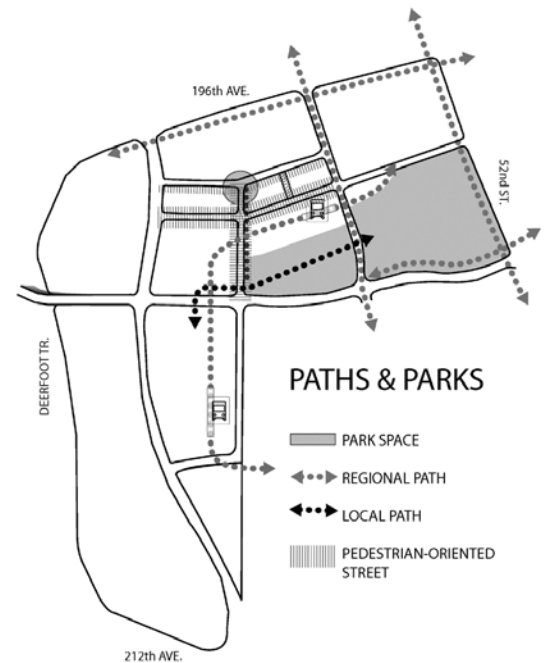 196th AVE.
52nd ST.
DEERFOOT TR.
PATHS & PARKS
PARK SPACE
REGIONAL PATH
LOCAL PATH
PEDESTRIAN-ORIENTED
STREET
212th AVE.